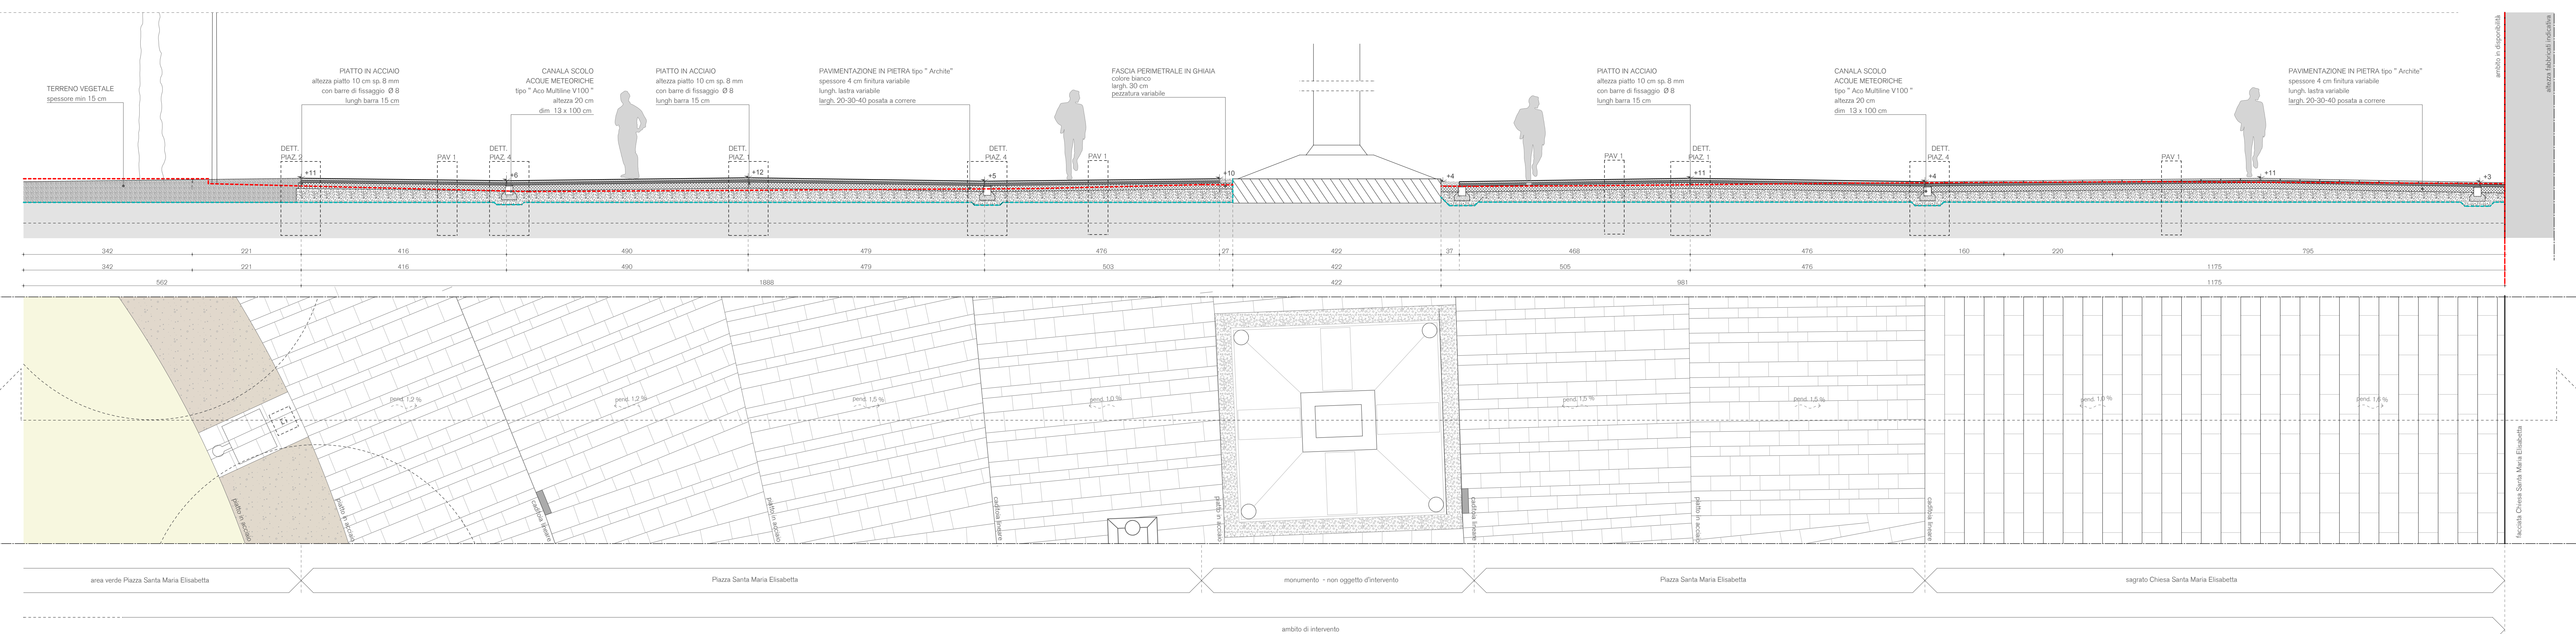 TERRENO VEGETALE
spessore min 15 cm
PIATTO IN ACCIAIO
altezza piatto 10 cm sp. 8 mm
con barre di fissaggio Ø 8
lungh barra 15 cm
CANALA SCOLO
ACQUE METEORICHE
tipo " Aco Multiline V100 "
altezza 20 cm
dim 13 x 100 cm
PIATTO IN ACCAIO
altezza piatto 10 cm sp. 8 mm
con barre di fissaggio Ø 8
lungh barra 15 cm
PAVIMENTAZIONE IN PIETRA tipo " Archite"
spessore 4 cm finitura variabile
lungh. lastra variabile
largh. 20-30-40 posata a correre
FASCIA PERIMETRALE IN GHIAIA
colore bianco
largh. 30 cm
pezzatura variabile
PIATTO IN ACCIAIO
altezza piatto 10 cm sp. 8 mm
con barre di fissaggio Ø 8
lungh barra 15 cm
CANALA SCOLO
ACQUE METEORICHE
tipo " Aco Multiline V100 "
altezza 20 cm
dim 13 x 100 cm
PAVIMENTAZIONE IN PIETRA tipo " Archite"
spessore 4 cm finitura variabile
lungh. lastra variabile
largh. 20-30-40 posata a correre
ambito in disponibilità
altezza fabbricati indicativa
DETT.
PIAZ. 2
PAV 1
DETT.
PIAZ. 4
DETT.
PIAZ. 1
DETT.
PIAZ. 4
PAV 1
PAV 1
DETT.
PIAZ. 1
DETT.
PIAZ. 4
PAV 1
+11
+6
+12
+5
+10
+4
+11
+4
+11
+3
342 221 416 490 479 476 27 422 37 468 476 160 220 795
342 221 416 490 479 503 422 505 476 1175
562 1888 422 981 1175
pend. 1,2 %
pend. 1,2 %
pend. 1,5 %
pend. 1,0 %
pend. 1,5 %
pend. 1,5 %
pend. 1,0 %
pend. 1,6 %
piatto in acciaio
piatto in acciaio
caditoia lineare
piatto in acciaio
caditoia lineare
piatto in acciaio
caditoia lineare
piatto in acciaio
caditoia lineare
facciata Chiesa Santa Maria Elisabetta
area verde Piazza Santa Maria Elisabetta
Piazza Santa Maria Elisabetta
monumento - non oggetto d'intervento
Piazza Santa Maria Elisabetta
sagrato Chiesa Santa Maria Elisabetta
ambito di intervento